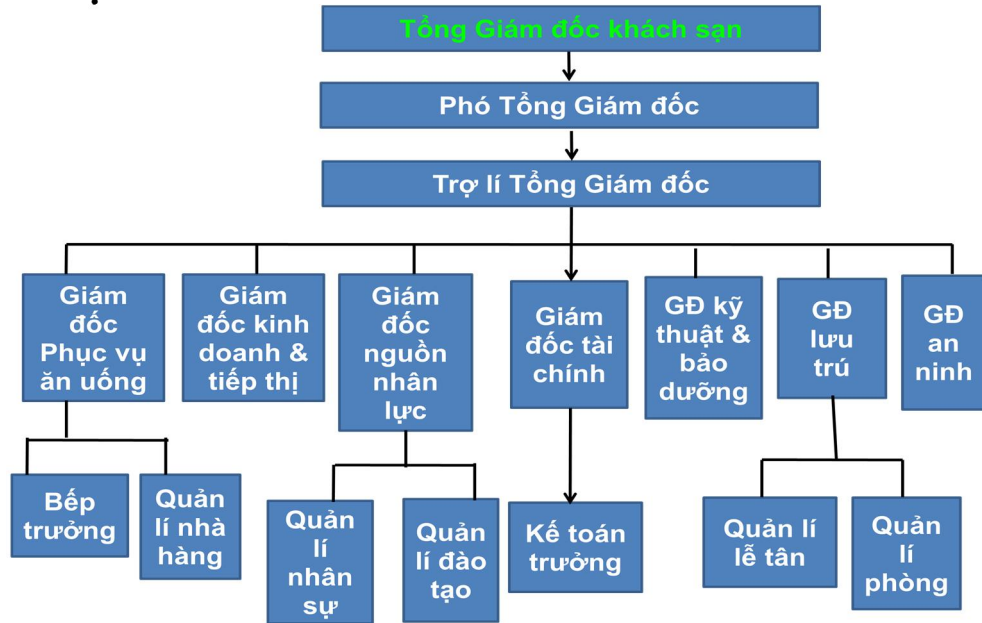 Tổng Giám đốc khách sạn
Phó Tổng Giám đốc
Trợ lí Tổng Giám đốc
Giám
đốc
Phục vụ
ăn uống
Giám
đốc kinh
doanh &
tiếp thị
Giám
đốc
nguồn
nhân
lực
Giám
đốc tài
chính
GĐ kỹ
thuật &
bảo
dưỡng
GĐ
lưu
trú
GĐ
an
ninh
Bếp
trưởng
Quản
lí nhà
hàng
Quản
lí
nhân
sự
Quản
lí đào
tạo
Kế toán
trưởng
Quản lí
lễ tân
Quản
lí
phòng